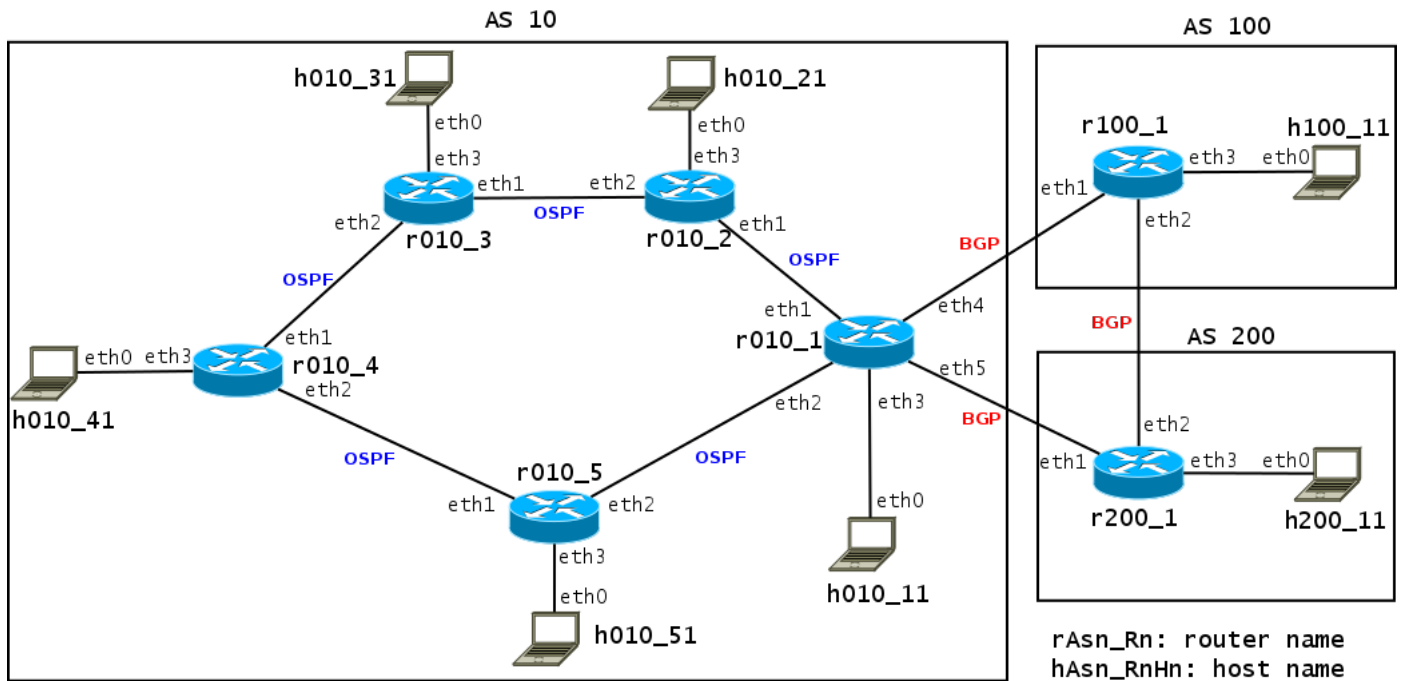 AS 10
AS 100
h010_31
h010_21
eth0
eth0
r100_1
h100_11
eth3
eth3
eth3
eth0
eth1
eth2
eth1
OSPF
eth2
eth1
eth2
r010_3
r010_2
BGP
OSPF
OSPF
eth4
eth1
BGP
eth1
r010_1
AS 200
eth0
eth3
r010_4
eth5
eth2
eth2
eth3
h010_41
BGP
eth2
OSPF
OSPF
eth1
eth3
eth0
r010_5
eth1
eth2
eth0
r200_1
h200_11
eth3
eth0
h010_11
h010_51
rAsn_Rn: router name
hAsn_RnHn: host name